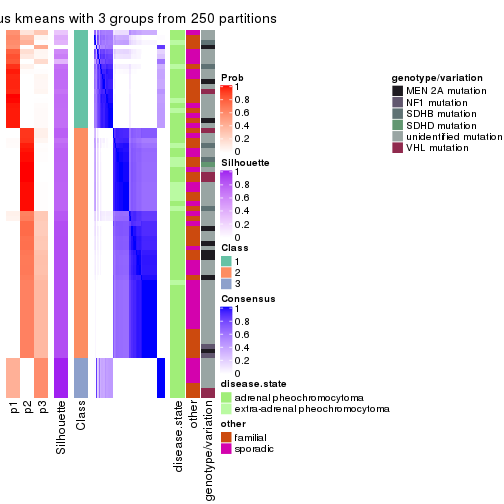 us kmeans with 3 groups from 250 partitions
Prob
1
0.8
0.6
0.4
0.2
0
Silhouette
1
0.8
0.6
0.4
0.2
0
Class
1
2
3
Consensus
1
0.8
0.6
0.4
0.2
0
disease.state
adrenal pheochromocytoma
extra-adrenal pheochromocytoma
other
familial
sporadic
genotype/variation
MEN 2A mutation
NF1 mutation
SDHB mutation
SDHD mutation
unidentified mutation
VHL mutation
p1
p2
p3
Silhouette
Class
disease.state
other
genotype/variation